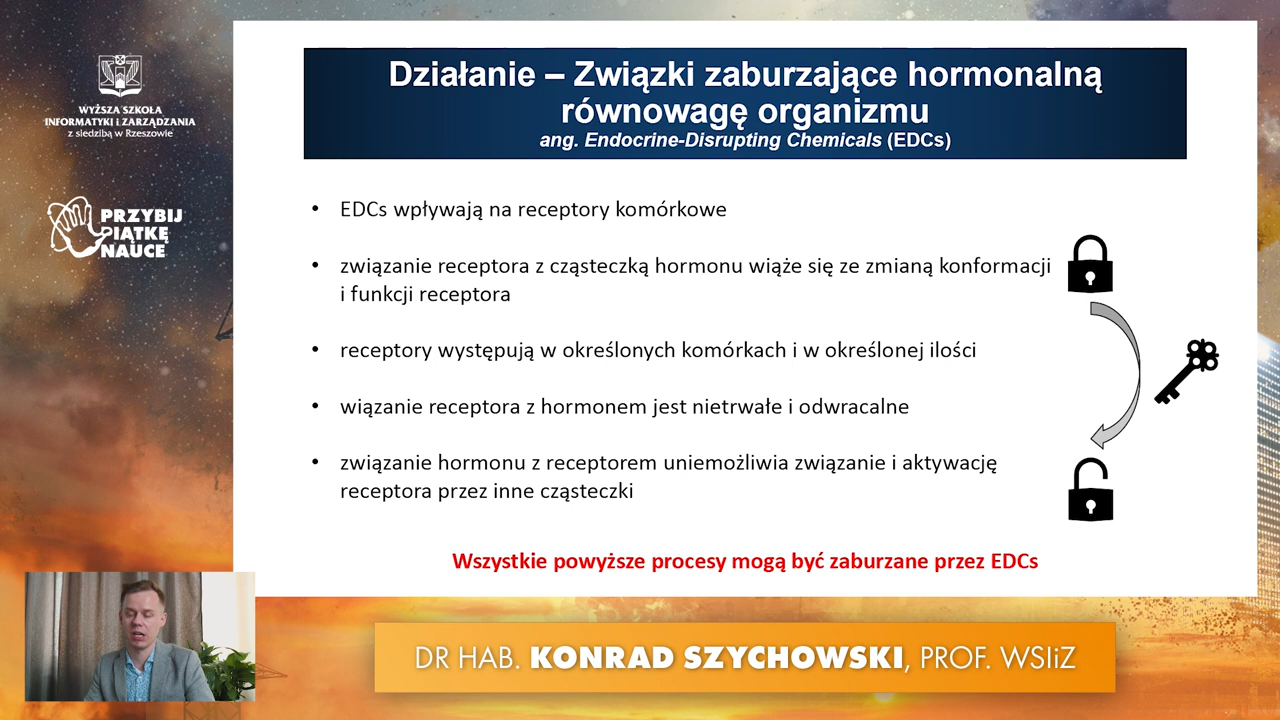 WYŻSZA SZKOŁA
INFORMATYKI i ZARZĄDZANIA
z siedzibą w Rzeszowie
PRZYBIJ
PIĄTKĘ
NAUCE
Działanie – Związki zaburzające hormonalną
równowagę organizmu
ang. Endocrine-Disrupting Chemicals (EDCs)
• EDCs wpływają na receptory komórkowe
• związanie receptora z cząsteczką hormonu wiąże się ze zmianą konformacji
i funkcji receptora
• receptory występują w określonych komórkach i w określonej ilości
• wiązanie receptora z hormonem jest nietrwałe i odwracalne
• związanie hormonu z receptorem uniemożliwia związanie i aktywację
receptora przez inne cząsteczki
Wszystkie powyższe procesy mogą być zaburzane przez EDCs
DR HAB. KONRAD SZYCHOWSKI, PROF. WSIiZ